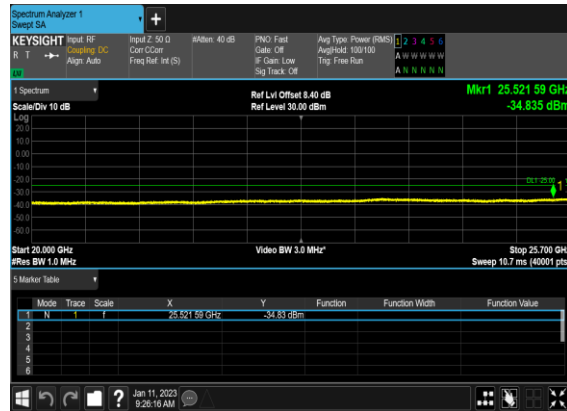 Spectrum Analyzer 1
Swept SA
+
KEYSIGHT Input: RF Input Z: 50 Ω #Atten: 40 dB PNO: Fast Avg Type: Power (RMS) 1 2 3 4 5 6
R T Coupling: DC Corr CCorr Gate: Off Avg|Hold: 100/100 A W W W W W
Align: Auto Freq Ref: Int (S) IF Gain: Low Trig: Free Run
Sig Track: Off A N N N N N
1 Spectrum Ref Lvl Offset 8.40 dB Mkr1 25.521 59 GHz
Scale/Div 10 dB Ref Level 30.00 dBm -34.835 dBm
Log
20.0
10.0
0.00
-10.0
-20.0
DL1 -25.00
1
-30.0
-40.0
-50.0
-60.0
Start 20.000 GHz Video BW 3.0 MHz* Stop 25.700 GHz
#Res BW 1.0 MHz Sweep 10.7 ms (40001 pts)
5 Marker Table
Mode Trace Scale X Y Function Function Width Function Value
1 N 1 f 25.521 59 GHz -34.83 dBm
2
3
4
5
6
? Jan 11, 2023
9:26:16 AM